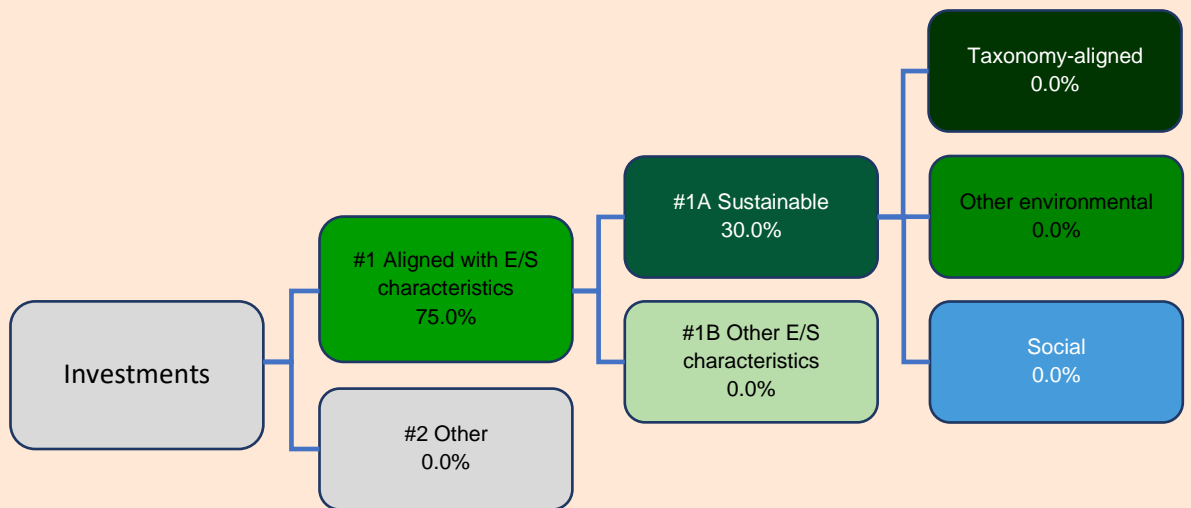 Investments
#1 Aligned with E/S
characteristics
75.0%
#2 Other
0.0%
#1A Sustainable
30.0%
#1B Other E/S
characteristics
0.0%
Taxonomy-aligned
0.0%
Other environmental
0.0%
Social
0.0%